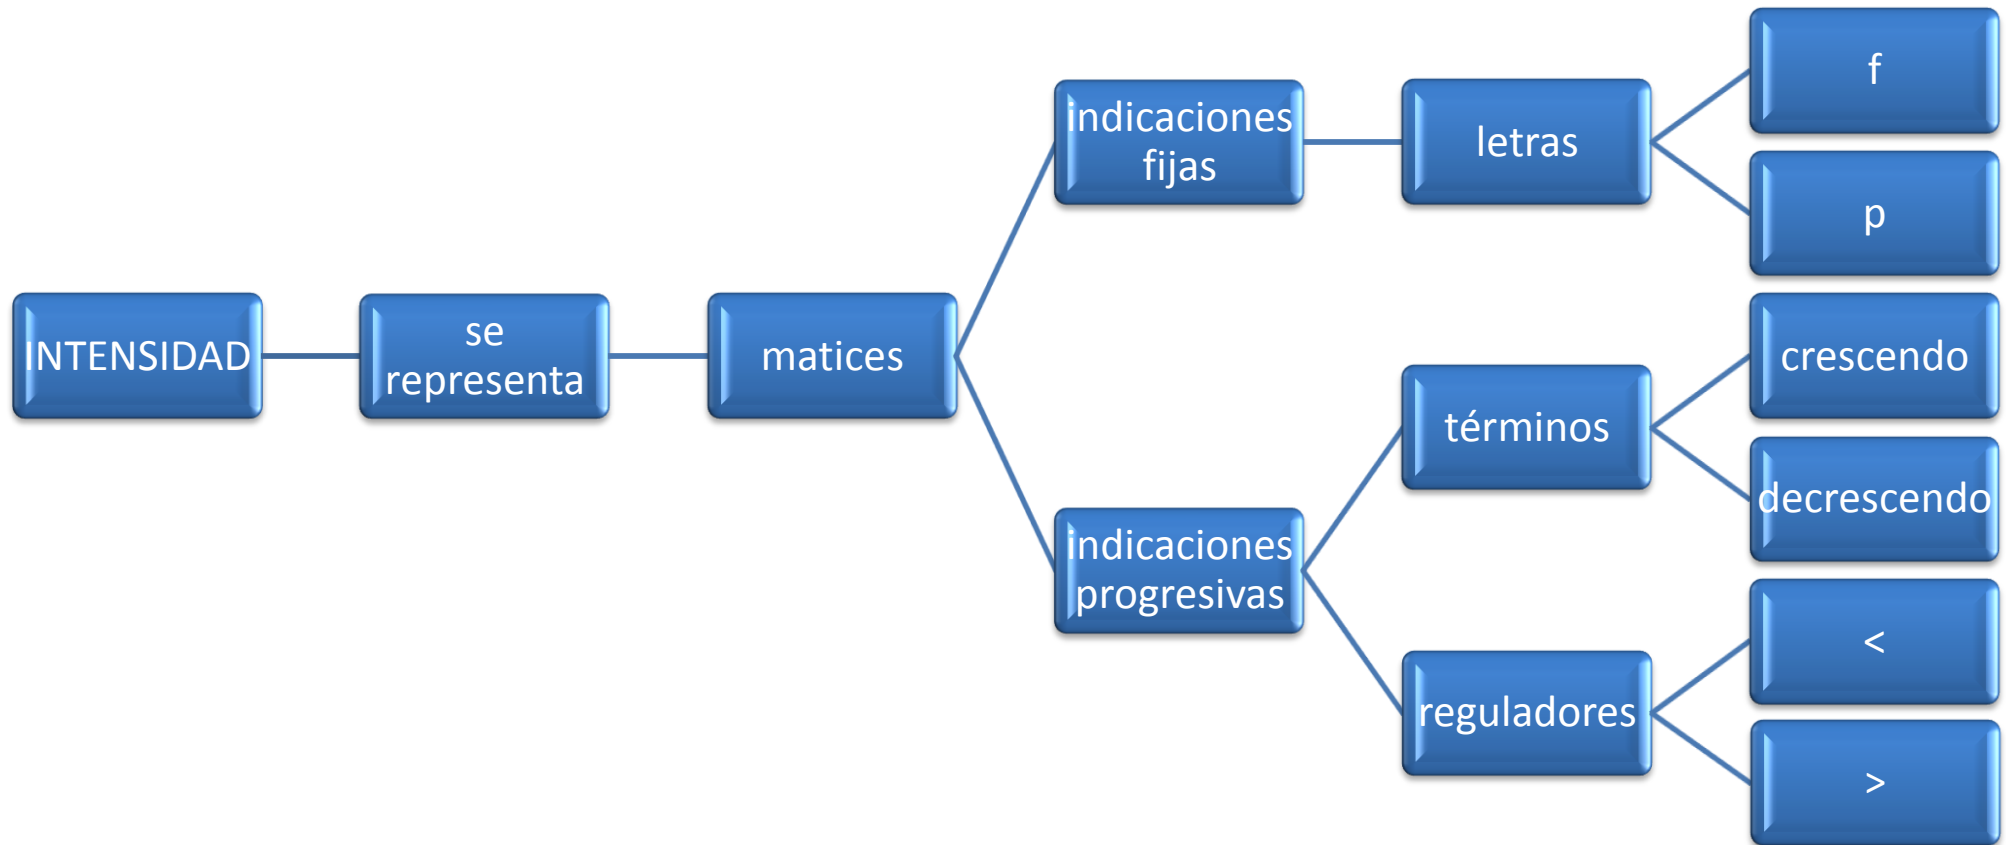 INTENSIDAD
se
representa
matices
indicaciones
fijas
letras
f
p
indicaciones
progresivas
términos
crescendo
decrescendo
reguladores
<
>